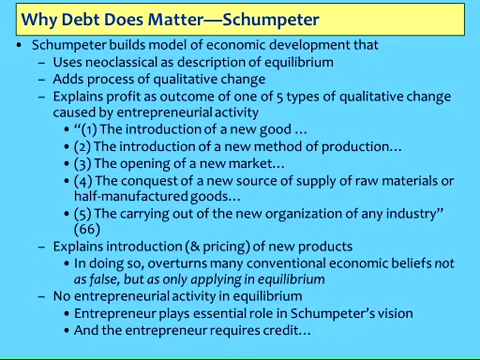 Why Debt Does Matter—Schumpeter
• Schumpeter builds model of economic development that
– Uses neoclassical as description of equilibrium
– Adds process of qualitative change
– Explains profit as outcome of one of 5 types of qualitative change
caused by entrepreneurial activity
• “(1) The introduction of a new good …
• (2) The introduction of a new method of production…
• (3) The opening of a new market…
• (4) The conquest of a new source of supply of raw materials or
half-manufactured goods…
• (5) The carrying out of the new organization of any industry”
(66)
– Explains introduction (& pricing) of new products
• In doing so, overturns many conventional economic beliefs not
as false, but as only applying in equilibrium
– No entrepreneurial activity in equilibrium
• Entrepreneur plays essential role in Schumpeter’s vision
• And the entrepreneur requires credit…